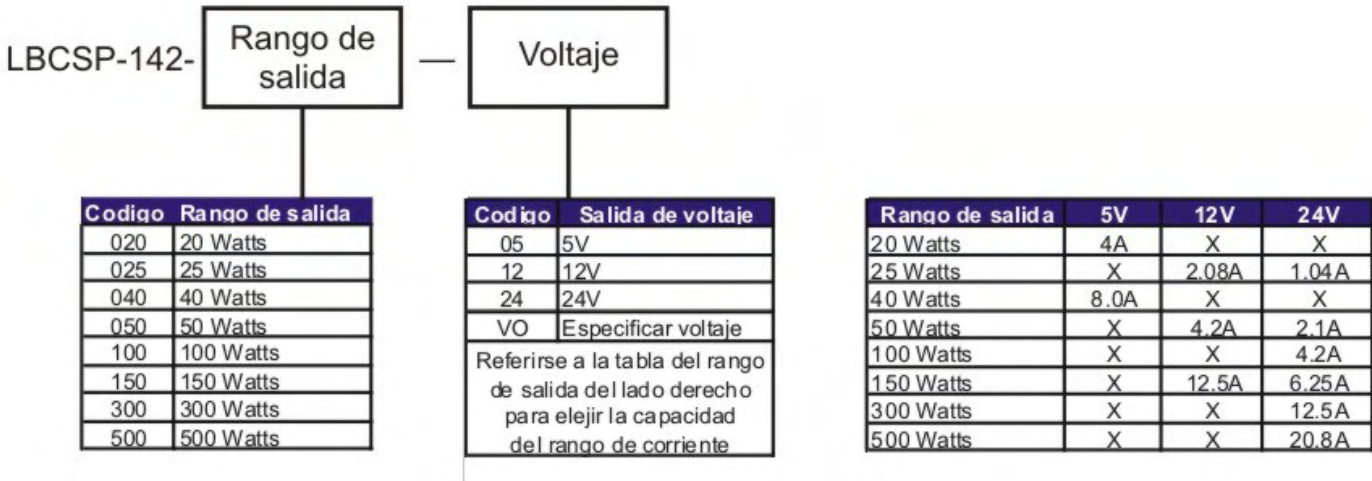 LBCSP-142- Rango de salida — Voltaje
Codigo Rango de salida
020 20 Watts
025 25 Watts
040 40 Watts
050 50 Watts
100 100 Watts
150 150 Watts
300 300 Watts
500 500 Watts
Codigo Salida de voltaje
05 5V
12 12V
24 24V
VO Especificar voltaje
Referirse a la tabla del rango
de salida del lado derecho
para elejir la capacidad
del rango de corriente
Rango de salida 5V 12V 24V
20 Watts 4A X X
25 Watts X 2.08A 1.04A
40 Watts 8.0A X X
50 Watts X 4.2A 2.1A
100 Watts X X 4.2A
150 Watts X 12.5A 6.25A
300 Watts X X 12.5A
500 Watts X X 20.8A